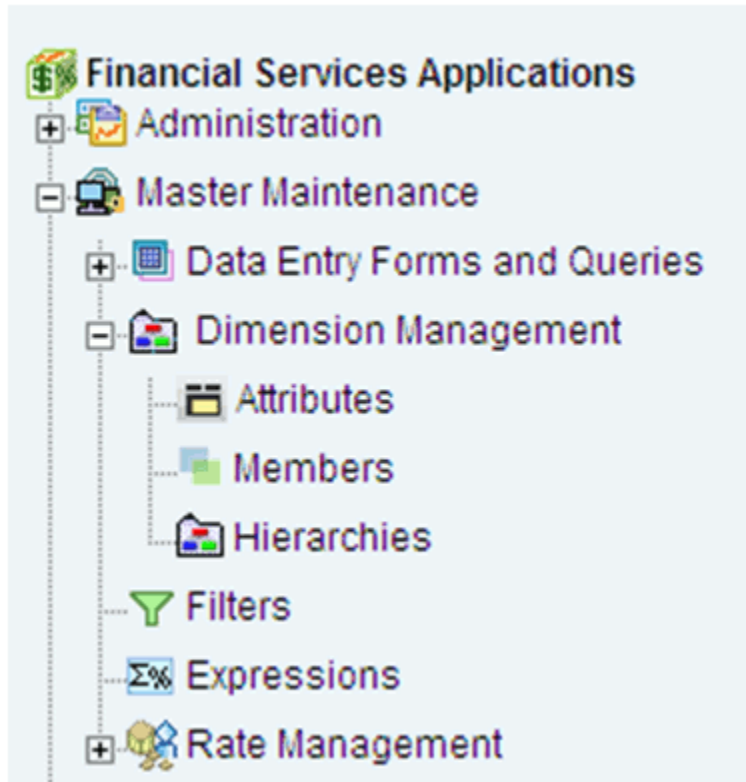 Financial Services Applications
Administration
Master Maintenance
Data Entry Forms and Queries
Dimension Management
Attributes
Members
Hierarchies
Filters
Σ% Expressions
Rate Management